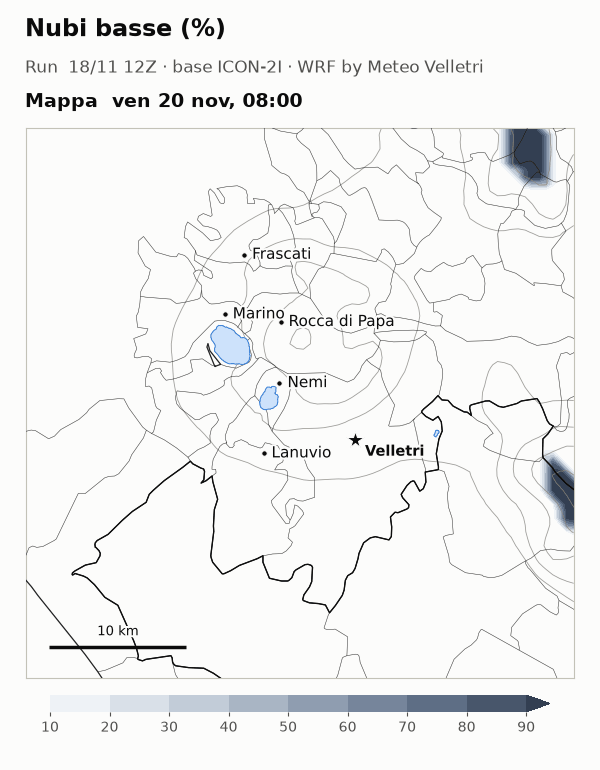 Nubi basse (%)
Run  18/11 12Z · base ICON-2I · WRF by Meteo Velletri
Mappa  ven 20 nov, 08:00
Frascati
Marino
Rocca di Papa
Nemi
Lanuvio
Velletri
10 km
10 20 30 40 50 60 70 80 90